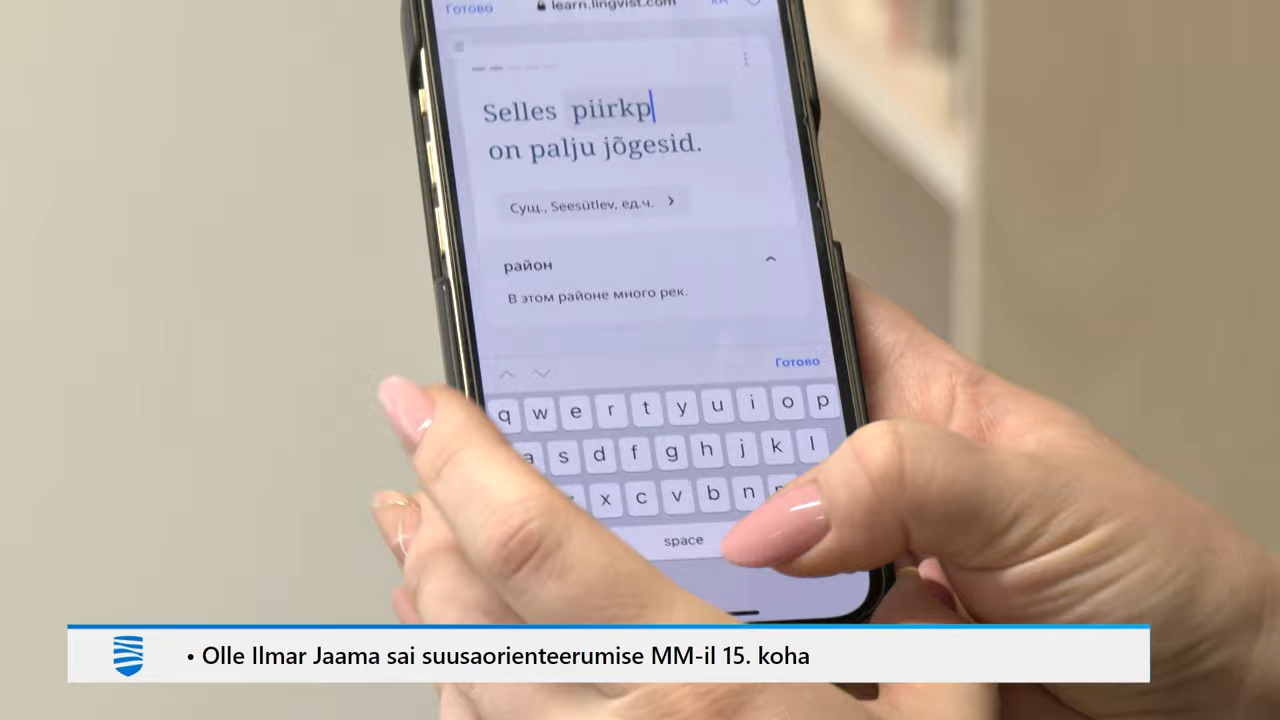 Готово learn.lingvist.com
Selles piirkp
on palju jõgesid.
Сущ., Seesütlev, ед.ч.
район
В этом районе много рек.
Готово
q w e r t y u i o p
a s d f g h j k l
x c v b n
space
• Olle Ilmar Jaama sai suusaorienteerumise MM-il 15. koha